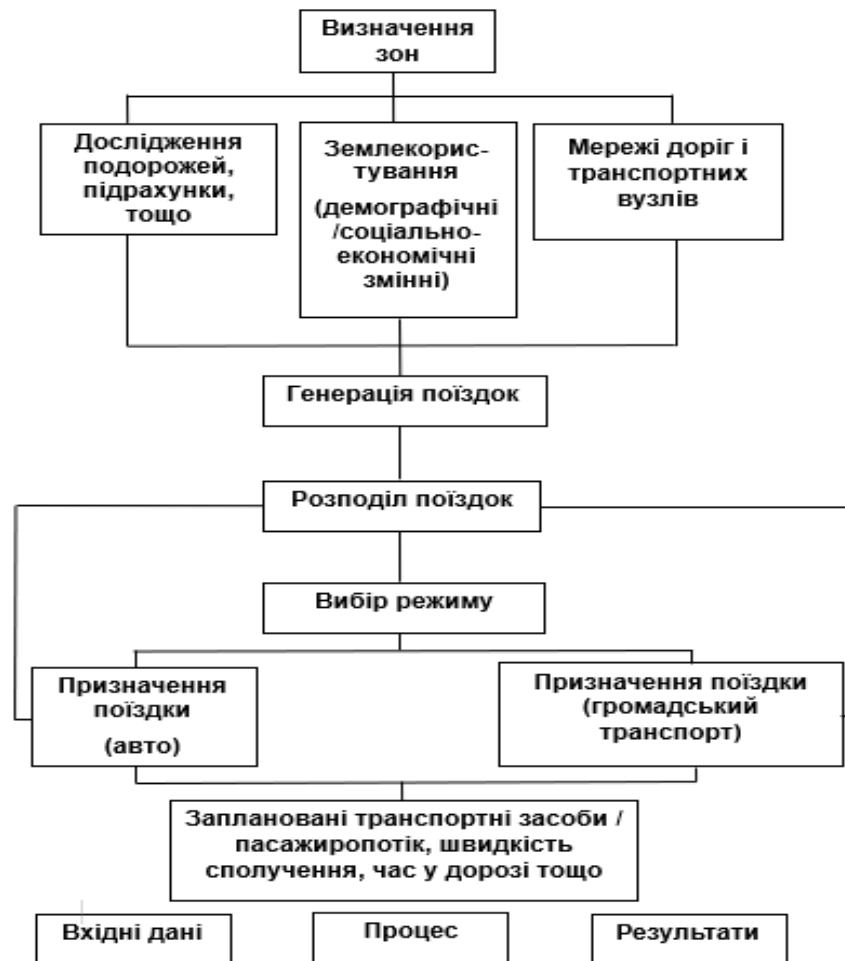 Визначення
зон
Дослідження
подорожей,
підрахунки,
тощо
Землекорис-
тування
(демографічні
/соціально-
економічні
змінні)
Мережі доріг і
транспортних
вузлів
Генерація поїздок
Розподіл поїздок
Вибір режиму
Призначення
поїздки
(авто)
Призначення поїздки
(громадський
транспорт)
Заплановані транспортні засоби /
пасажиропотік, швидкість
сполучення, час у дорозі тощо
Вхідні дані
Процес
Результати